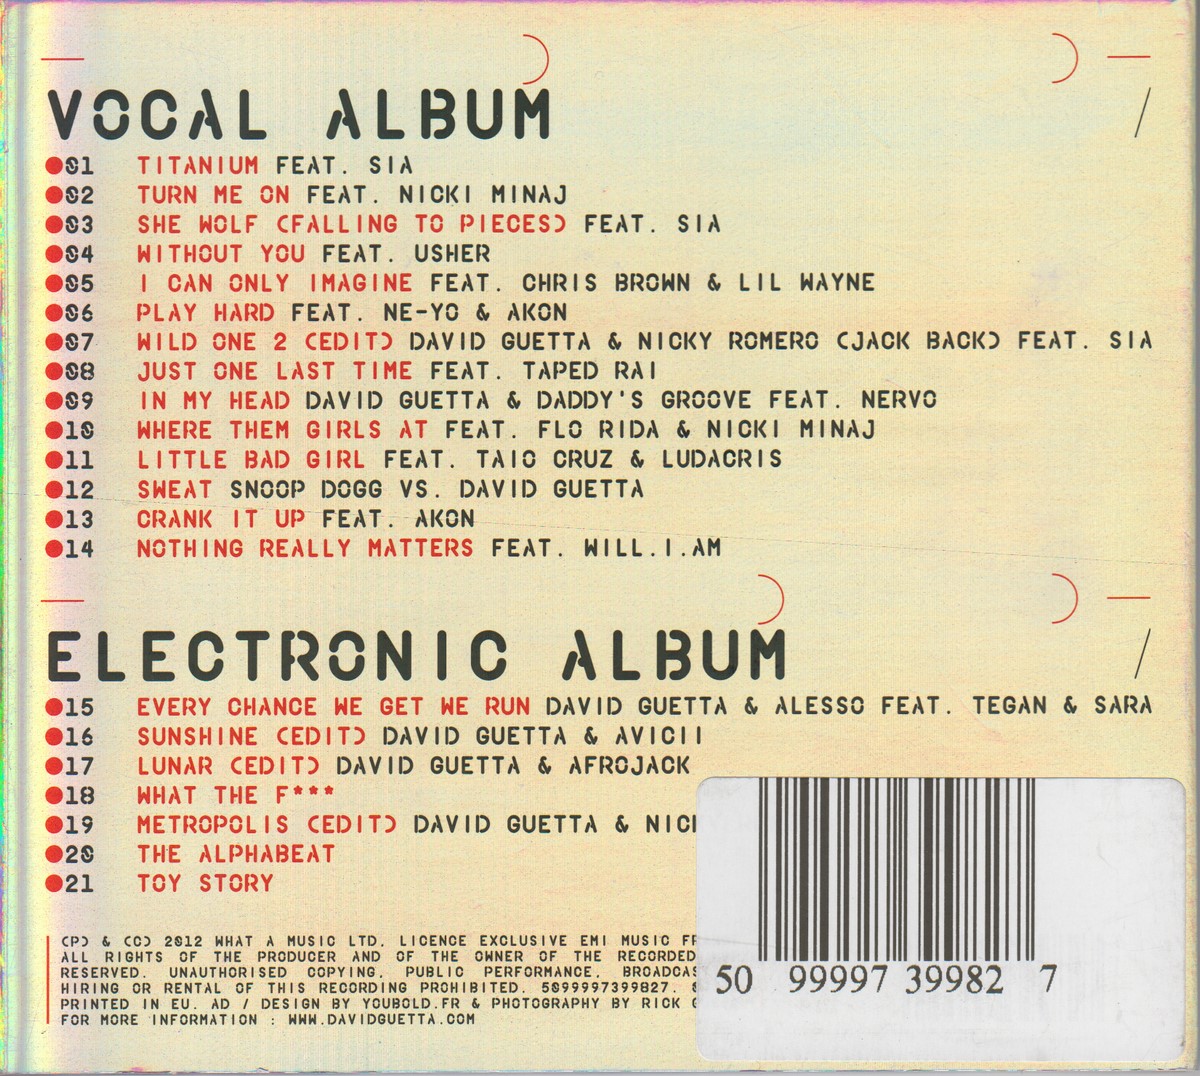 VOCAL ALBUM
01 TITANIUM FEAT. SIA
02 TURN ME ON FEAT. NICKI MINAJ
03 SHE WOLF (FALLING TO PIECES) FEAT. SIA
04 WITHOUT YOU FEAT. USHER
05 I CAN ONLY IMAGINE FEAT. CHRIS BROWN & LIL WAYNE
06 PLAY HARD FEAT. NE-YO & AKON
07 WILD ONE 2 (EDIT) DAVID GUETTA & NICKY ROMERO (JACK BACK) FEAT. SIA
08 JUST ONE LAST TIME FEAT. TAPED RAI
09 IN MY HEAD DAVID GUETTA & DADDY'S GROOVE FEAT. NERVO
10 WHERE THEM GIRLS AT FEAT. FLO RIDA & NICKI MINAJ
11 LITTLE BAD GIRL FEAT. TAIO CRUZ & LUDACRIS
12 SWEAT SNOOP DOGG VS. DAVID GUETTA
13 CRANK IT UP FEAT. AKON
14 NOTHING REALLY MATTERS FEAT. WILL.I.AM
ELECTRONIC ALBUM
15 EVERY CHANCE WE GET WE RUN DAVID GUETTA & ALESSO FEAT. TEGAN & SARA
16 SUNSHINE (EDIT) DAVID GUETTA & AVICII
17 LUNAR (EDIT) DAVID GUETTA & AFROJACK
18 WHAT THE F***
19 METROPOLIS (EDIT) DAVID GUETTA &
20 THE ALPHABEAT
21 TOY STORY
(P) & (C) 2012 WHAT A MUSIC LTD. LICENCE EXCLUSIVE EMI MUSIC
ALL RIGHTS OF THE PRODUCER AND OF THE OWNER OF THE RECORDED
RESERVED. UNAUTHORISED COPYING, PUBLIC PERFORMANCE,
HIRING OR RENTAL OF THIS RECORDING PROHIBITED. 5099997399827.
PRINTED IN EU. AD / DESIGN BY YOUBOLD.FR & PHOTOGRAPHY BY RICK
FOR MORE INFORMATION : WWW.DAVIDGUETTA.COM
50 99997 39982 7